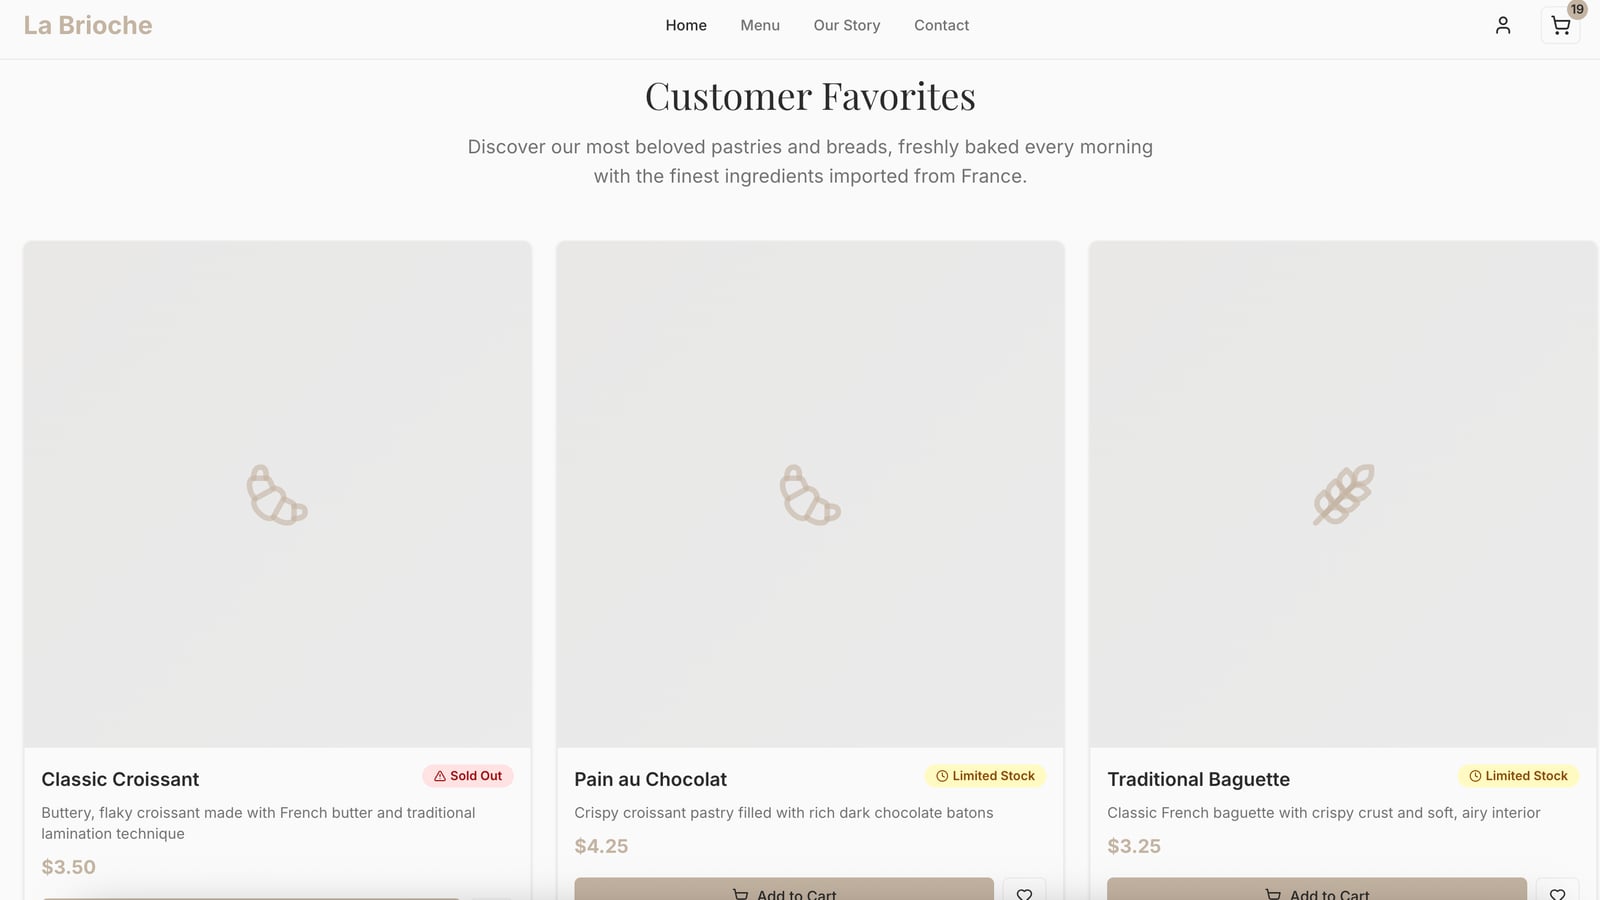 La Brioche
Home
Menu
Our Story
Contact
19
Customer Favorites
Discover our most beloved pastries and breads, freshly baked every morning
with the finest ingredients imported from France.
Classic Croissant
Sold Out
Buttery, flaky croissant made with French butter and traditional
lamination technique
$3.50
Pain au Chocolat
Limited Stock
Crispy croissant pastry filled with rich dark chocolate batons
$4.25
Add to Cart
Traditional Baguette
Limited Stock
Classic French baguette with crispy crust and soft, airy interior
$3.25
Add to Cart